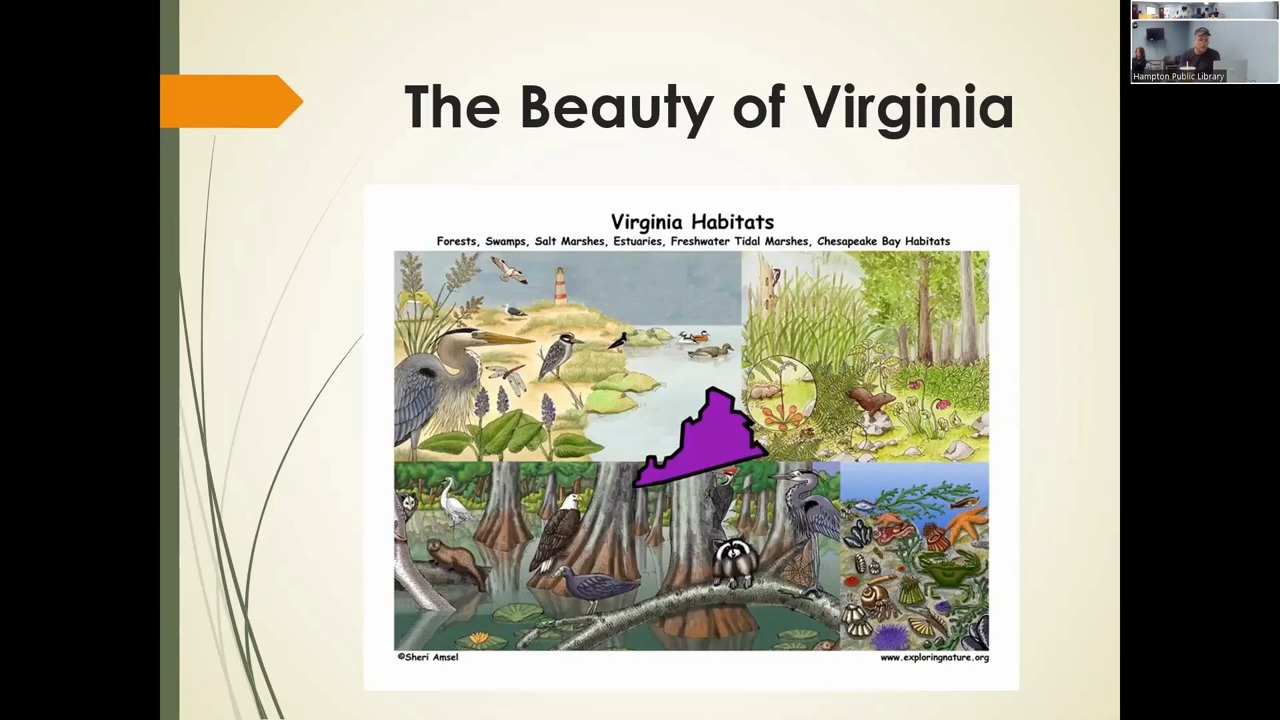 The Beauty of Virginia
Virginia Habitats
Forests, Swamps, Salt Marshes, Estuaries, Freshwater Tidal Marshes, Chesapeake Bay Habitats
©Sheri Amsel
www.exploringnature.org
Hampton Public Library